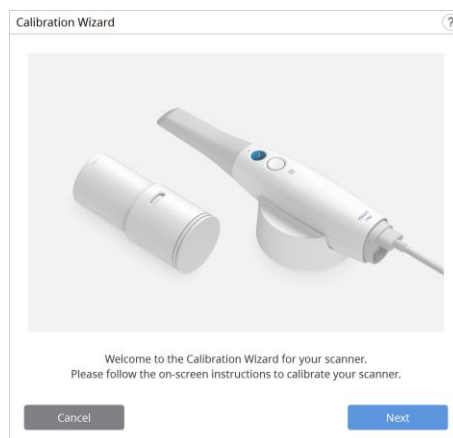 Calibration Wizard
?
Welcome to the Calibration Wizard for your scanner.
Please follow the on-screen instructions to calibrate your scanner.
Cancel
Next